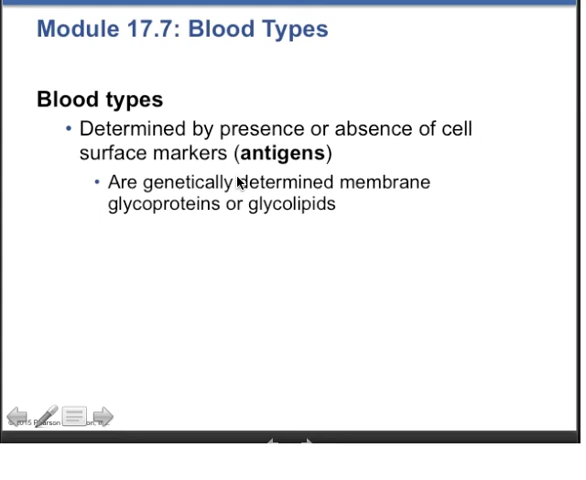 Module 17.7: Blood Types
Blood types
• Determined by presence or absence of cell
surface markers (antigens)
• Are genetically determined membrane
glycoproteins or glycolipids